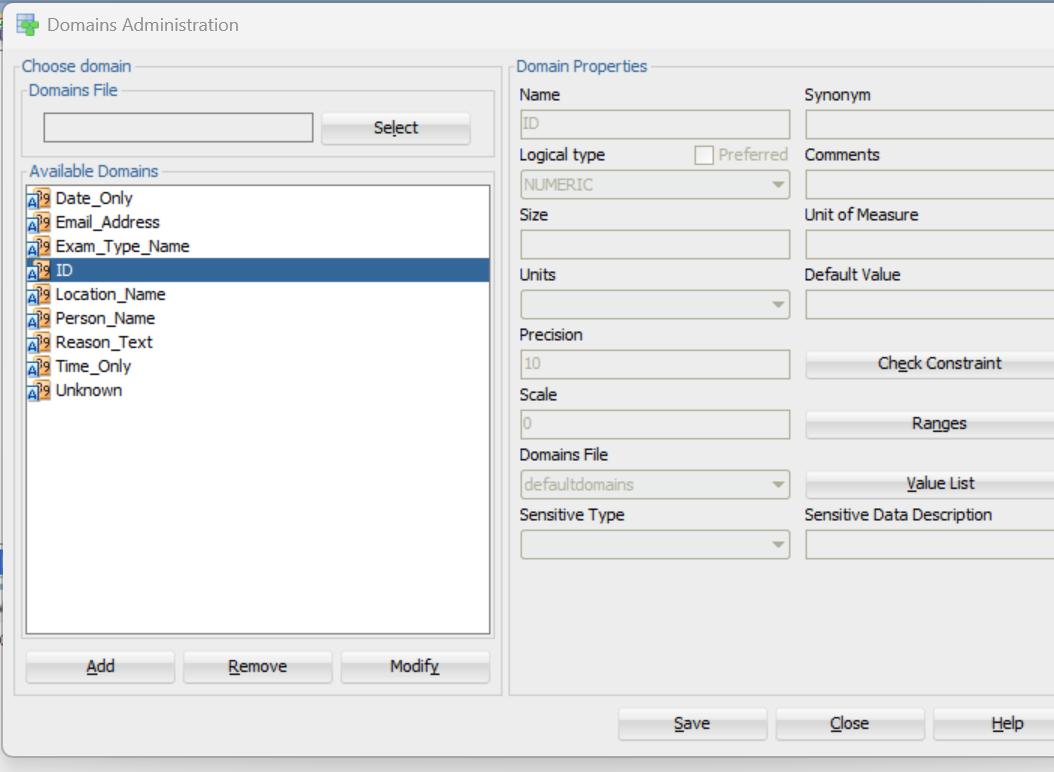 Domains Administration
Choose domain
Domains File
Select
Available Domains
Date_Only
Email_Address
Exam_Type_Name
ID
Location_Name
Person_Name
Reason_Text
Time_Only
Unknown
Add Remove Modify
Domain Properties
Name Synonym
ID
Logical type Preferred Comments
NUMERIC
Size Unit of Measure
Units Default Value
Precision
10 Check Constraint
Scale
0 Ranges
Domains File
defaultdomains Value List
Sensitive Type Sensitive Data Description
Save Close Help